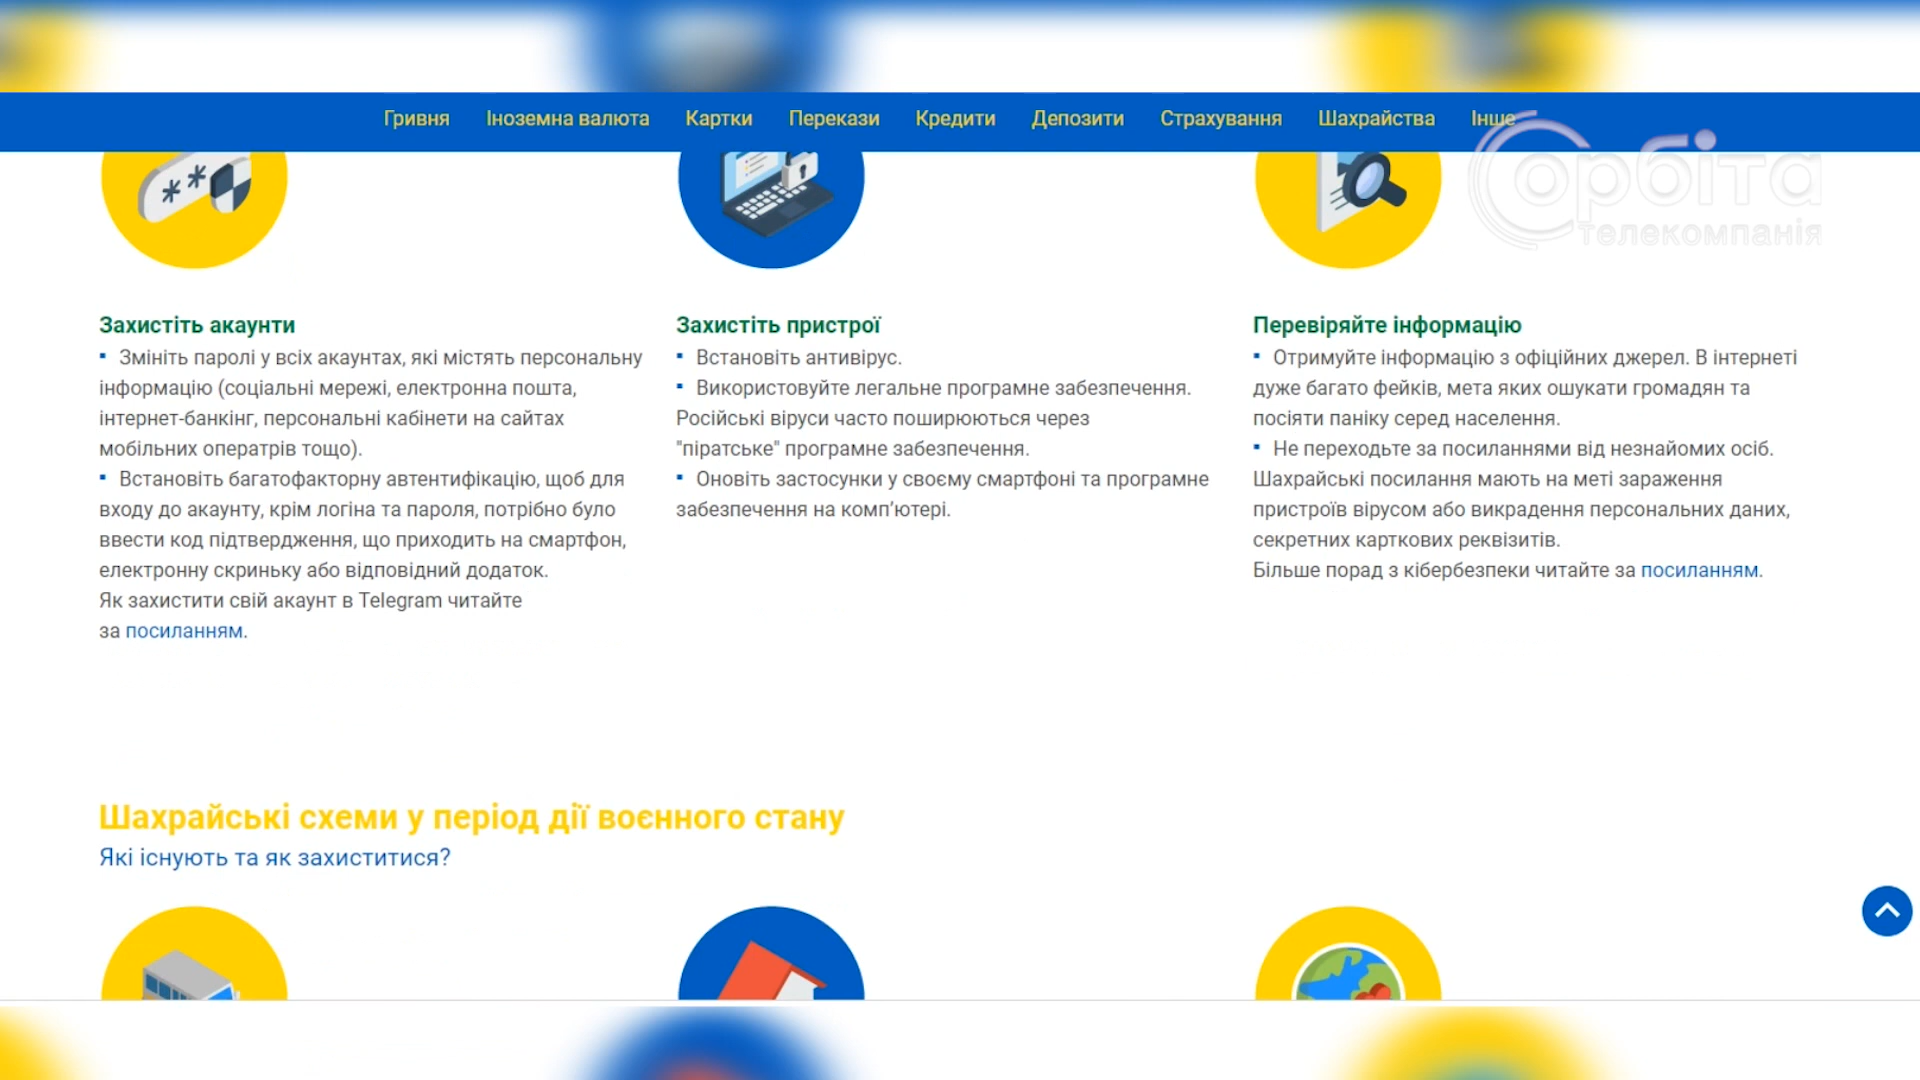 Гривня Іноземна валюта Картки Перекази Кредити Депозити Страхування Шахрайства Інше
Орбіта
телекомпанія
Захистіть акаунти
▪ Змініть паролі у всіх акаунтах, які містять персональну
інформацію (соціальні мережі, електронна пошта,
інтернет-банкінг, персональні кабінети на сайтах
мобільних оператрів тощо).
▪ Встановіть багатофакторну автентифікацію, щоб для
входу до акаунту, крім логіна та пароля, потрібно було
ввести код підтвердження, що приходить на смартфон,
електронну скриньку або відповідний додаток.
Як захистити свій акаунт в Telegram читайте
за посиланням.
Захистіть пристрої
▪ Встановіть антивірус.
▪ Використовуйте легальне програмне забезпечення.
Російські віруси часто поширюються через
"піратське" програмне забезпечення.
▪ Оновіть застосунки у своєму смартфоні та програмне
забезпечення на комп’ютері.
Перевіряйте інформацію
▪ Отримуйте інформацію з офіційних джерел. В інтернеті
дуже багато фейків, мета яких ошукати громадян та
посіяти паніку серед населення.
▪ Не переходьте за посиланнями від незнайомих осіб.
Шахрайські посилання мають на меті зараження
пристроїв вірусом або викрадення персональних даних,
секретних карткових реквізитів.
Більше порад з кібербезпеки читайте за посиланням.
Шахрайські схеми у період дії воєнного стану
Які існують та як захиститися?